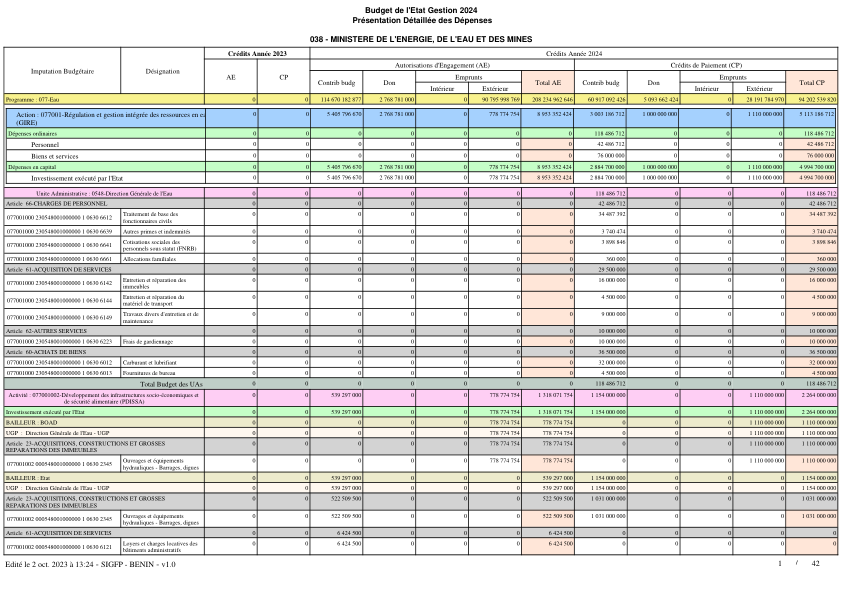 Budget de l'Etat Gestion 2024
Présentation Détaillée des Dépenses
038 - MINISTERE DE L'ENERGIE, DE L'EAU ET DES MINES
Imputation Budgétaire Désignation Crédits Année 2023 Crédits Année 2024
AE CP Autorisations d'Engagement (AE) Crédits de Paiement (CP)
Contrib budg Don Emprunts Total AE Contrib budg Don Emprunts Total CP
Intérieur Extérieur Intérieur Extérieur
Programme : 077-Eau 0 0 114 670 182 877 2 768 781 000 0 90 795 998 769 208 234 962 646 60 917 092 426 5 093 662 424 0 28 191 784 970 94 202 539 820
Action : 077001-Régulation et gestion intégrée des ressources en ea 0 0 5 405 796 670 2 768 781 000 0 778 774 754 8 953 352 424 3 003 186 712 1 000 000 000 0 1 110 000 000 5 113 186 712
(GIRE)
Dépenses ordinaires 0 0 0 0 0 0 0 118 486 712 0 0 0 118 486 712
Personnel 0 0 0 0 0 0 0 42 486 712 0 0 0 42 486 712
Biens et services 0 0 0 0 0 0 0 76 000 000 0 0 0 76 000 000
Dépenses en capital 0 0 5 405 796 670 2 768 781 000 0 778 774 754 8 953 352 424 2 884 700 000 1 000 000 000 0 1 110 000 000 4 994 700 000
Investissement exécuté par l'Etat 0 0 5 405 796 670 2 768 781 000 0 778 774 754 8 953 352 424 2 884 700 000 1 000 000 000 0 1 110 000 000 4 994 700 000
Unite Administrative : 0548-Direction Générale de l'Eau 0 0 0 0 0 0 0 118 486 712 0 0 0 118 486 712
Article 66-CHARGES DE PERSONNEL 0 0 0 0 0 0 0 42 486 712 0 0 0 42 486 712
077001000 230548001000000 1 0630 6612 Traitement de base des 0 0 0 0 0 0 0 34 487 392 0 0 0 34 487 392
fonctionnaires civils
077001000 230548001000000 1 0630 6639 Autres primes et indemnités 0 0 0 0 0 0 0 3 740 474 0 0 0 3 740 474
077001000 230548001000000 1 0630 6641 Cotisations sociales des 0 0 0 0 0 0 0 3 898 846 0 0 0 3 898 846
personnels sous statut (FNRB)
077001000 230548001000000 1 0630 6661 Allocations familiales 0 0 0 0 0 0 0 360 000 0 0 0 360 000
Article 61-ACQUISITION DE SERVICES 0 0 0 0 0 0 0 29 500 000 0 0 0 29 500 000
077001000 230548001000000 1 0630 6142 Entretien et réparation des 0 0 0 0 0 0 0 16 000 000 0 0 0 16 000 000
immeubles
077001000 230548001000000 1 0630 6144 Entretien et réparation du 0 0 0 0 0 0 0 4 500 000 0 0 0 4 500 000
matériel de transport
077001000 230548001000000 1 0630 6149 Travaux divers d'entretien et de 0 0 0 0 0 0 0 9 000 000 0 0 0 9 000 000
maintenance
Article 62-AUTRES SERVICES 0 0 0 0 0 0 0 10 000 000 0 0 0 10 000 000
077001000 230548001000000 1 0630 6223 Frais de gardiennage 0 0 0 0 0 0 0 10 000 000 0 0 0 10 000 000
Article 60-ACHATS DE BIENS 0 0 0 0 0 0 0 36 500 000 0 0 0 36 500 000
077001000 230548001000000 1 0630 6012 Carburant et lubrifiant 0 0 0 0 0 0 0 32 000 000 0 0 0 32 000 000
077001000 230548001000000 1 0630 6013 Fournitures de bureau 0 0 0 0 0 0 0 4 500 000 0 0 0 4 500 000
Total Budget des UAs 0 0 0 0 0 0 0 118 486 712 0 0 0 118 486 712
Activité : 077001002-Développement des infrastructures socio-économiques et 0 0 539 297 000 0 0 778 774 754 1 318 071 754 1 154 000 000 0 0 1 110 000 000 2 264 000 000
de sécurité alimentaire (PDISSA)
Investissement exécuté par l'Etat 0 0 539 297 000 0 0 778 774 754 1 318 071 754 1 154 000 000 0 0 1 110 000 000 2 264 000 000
BAILLEUR : BOAD 0 0 0 0 0 778 774 754 778 774 754 0 0 0 1 110 000 000 1 110 000 000
UGP : Direction Générale de l'Eau - UGP 0 0 0 0 0 778 774 754 778 774 754 0 0 0 1 110 000 000 1 110 000 000
Article 23-ACQUISITIONS, CONSTRUCTIONS ET GROSSES 0 0 0 0 0 778 774 754 778 774 754 0 0 0 1 110 000 000 1 110 000 000
REPARATIONS DES IMMEUBLES
077001002 000548001000000 1 0630 2345 Ouvrages et équipements 0 0 0 0 0 778 774 754 778 774 754 0 0 0 1 110 000 000 1 110 000 000
hydrauliques - Barrages, digues
BAILLEUR : Etat 0 0 539 297 000 0 0 0 539 297 000 1 154 000 000 0 0 0 1 154 000 000
UGP : Direction Générale de l'Eau - UGP 0 0 539 297 000 0 0 0 539 297 000 1 154 000 000 0 0 0 1 154 000 000
Article 23-ACQUISITIONS, CONSTRUCTIONS ET GROSSES 0 0 522 509 500 0 0 0 522 509 500 1 031 000 000 0 0 0 1 031 000 000
REPARATIONS DES IMMEUBLES
077001002 000548001000000 1 0630 2345 Ouvrages et équipements 0 0 522 509 500 0 0 0 522 509 500 1 031 000 000 0 0 0 1 031 000 000
hydrauliques - Barrages, digues
Article 61-ACQUISITION DE SERVICES 0 0 6 424 500 0 0 0 6 424 500 0 0 0 0 0
077001002 000548001000000 1 0630 6121 Loyers et charges locatives des 0 0 6 424 500 0 0 0 6 424 500 0 0 0 0 0
bâtiments administratifs
Edité le 2 oct. 2023 à 13:24 - SIGFP - BENIN - v1.0 1 / 42